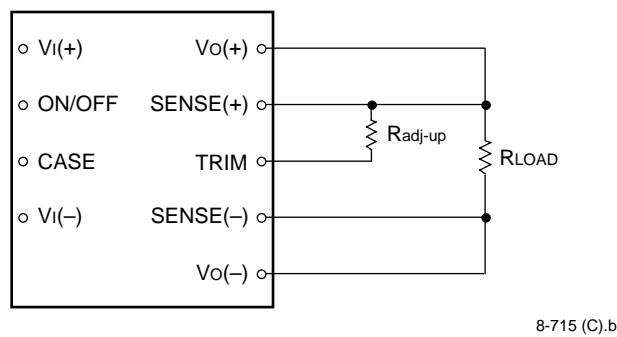 VI(+) VO(+)
ON/OFF SENSE(+)
Radj-up
CASE TRIM
RLOAD
VI(–) SENSE(–)
VO(–)
8-715 (C).b